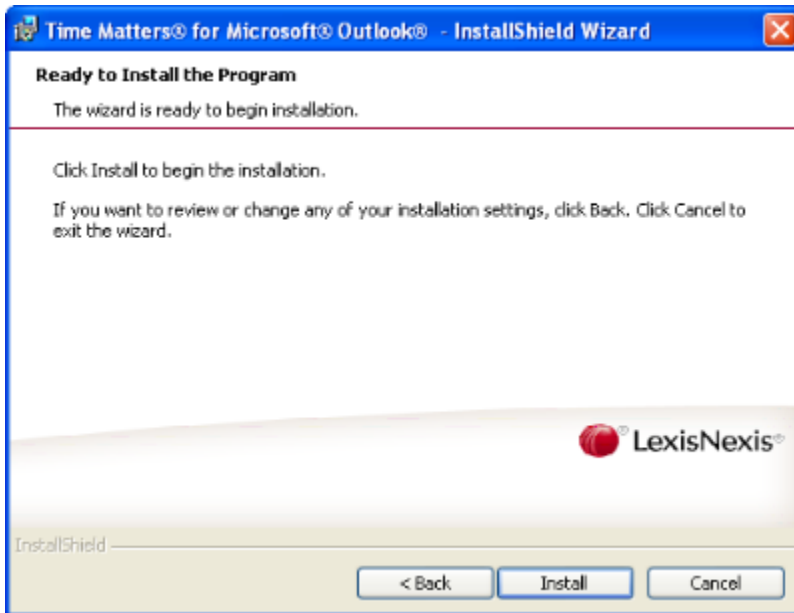 Time Matters® for Microsoft® Outlook® - InstallShield Wizard
Ready to Install the Program
The wizard is ready to begin installation.
Click Install to begin the installation.
If you want to review or change any of your installation settings, click Back. Click Cancel to
exit the wizard.
® LexisNexis®
InstallShield
< Back Install Cancel